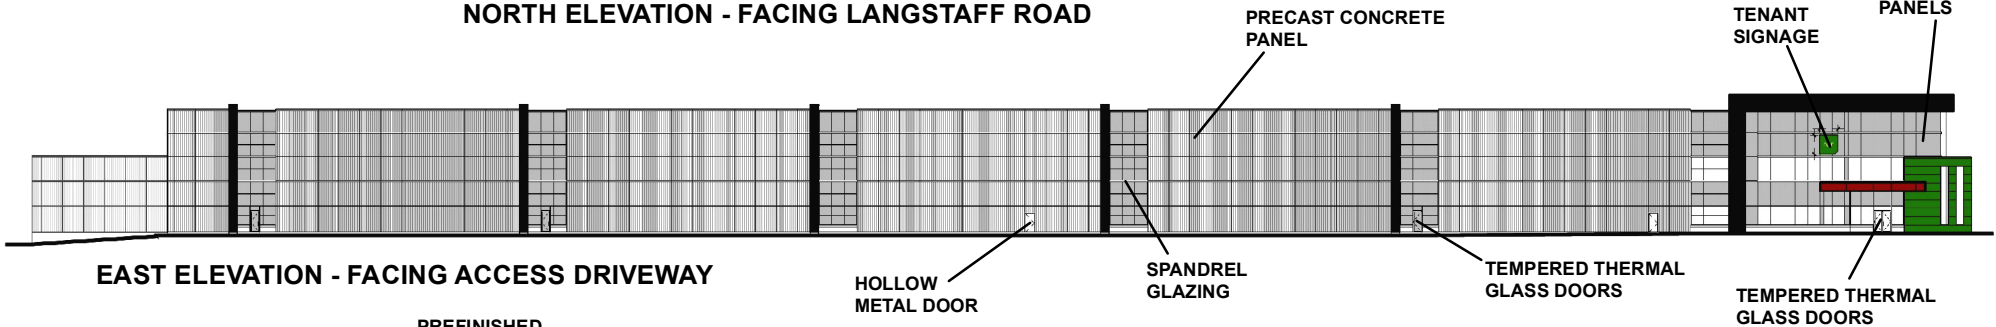 NORTH ELEVATION - FACING LANGSTAFF ROAD
PRECAST CONCRETE
PANEL
TENANT
SIGNAGE
PANELS
EAST ELEVATION - FACING ACCESS DRIVEWAY
HOLLOW
METAL DOOR
SPANDREL
GLAZING
TEMPERED THERMAL
GLASS DOORS
TEMPERED THERMAL
GLASS DOORS
PREFINISHED